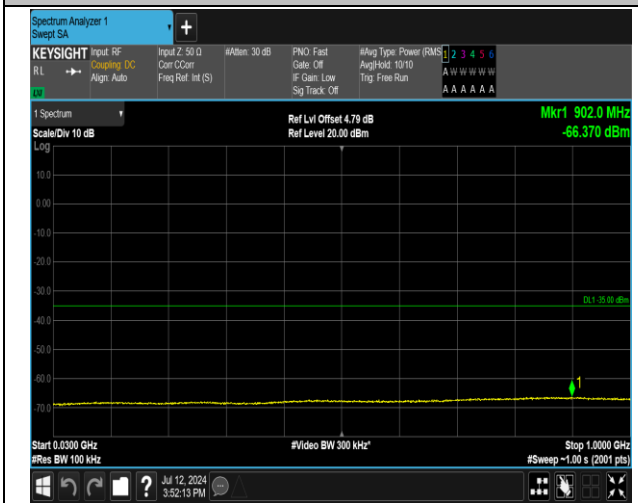 Spectrum Analyzer 1
Swept SA
KEYSIGHT Input: RF Input Z: 50 Ω #Atten: 30 dB PNO: Fast #Avg Type: Power (RMS 1 2 3 4 5 6
RL Coupling: DC Corr CCorr Gate: Off Avg|Hold: 10/10 A W W W W W
Align: Auto Freq Ref: Int (S) IF Gain: Low Trig: Free Run
Sig Track: Off A A A A A A
1 Spectrum
Scale/Div 10 dB
Ref Lvl Offset 4.79 dB
Ref Level 20.00 dBm
Mkr1 902.0 MHz
-66.370 dBm
Log
10.0
0.00
-10.0
-20.0
-30.0
DL1 -35.00 dBm
-40.0
-50.0
-60.0
1
-70.0
Start 0.0300 GHz #Video BW 300 kHz* Stop 1.0000 GHz
#Res BW 100 kHz #Sweep ~1.00 s (2001 pts)
? Jul 12, 2024
3:52:13 PM